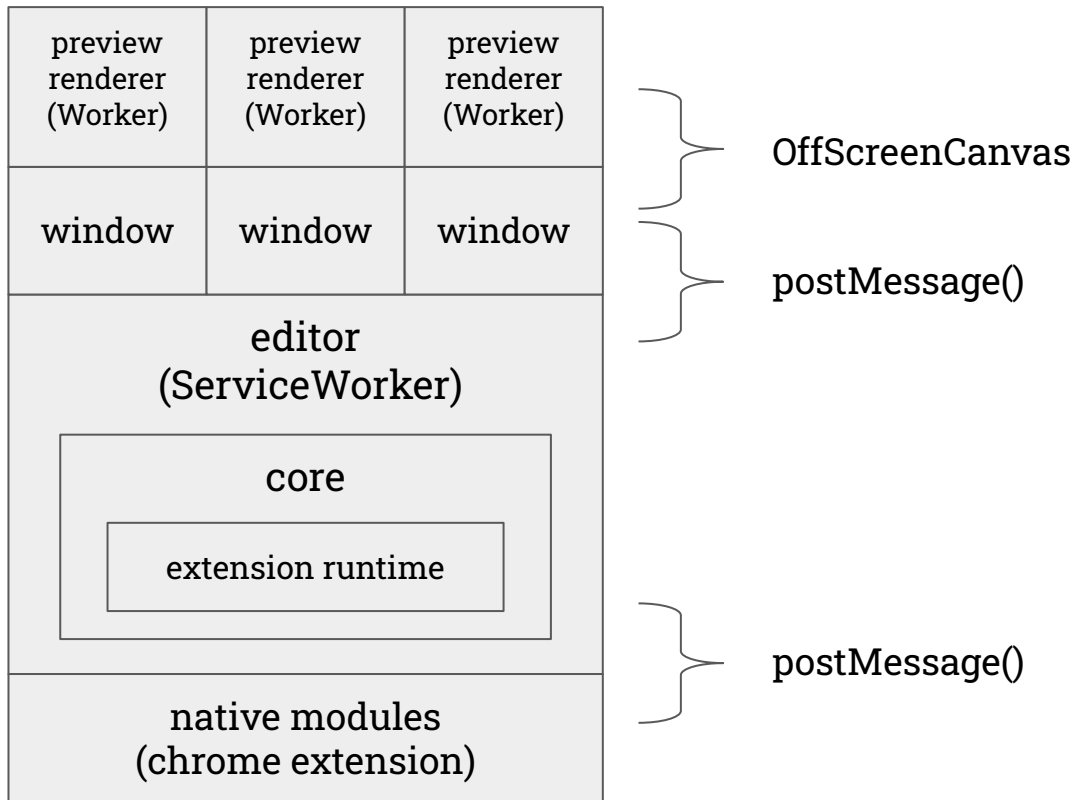 preview
renderer
(Worker)
preview
renderer
(Worker)
preview
renderer
(Worker)
OffScreenCanvas
window
window
window
postMessage()
editor
(ServiceWorker)
core
extension runtime
postMessage()
native modules
(chrome extension)